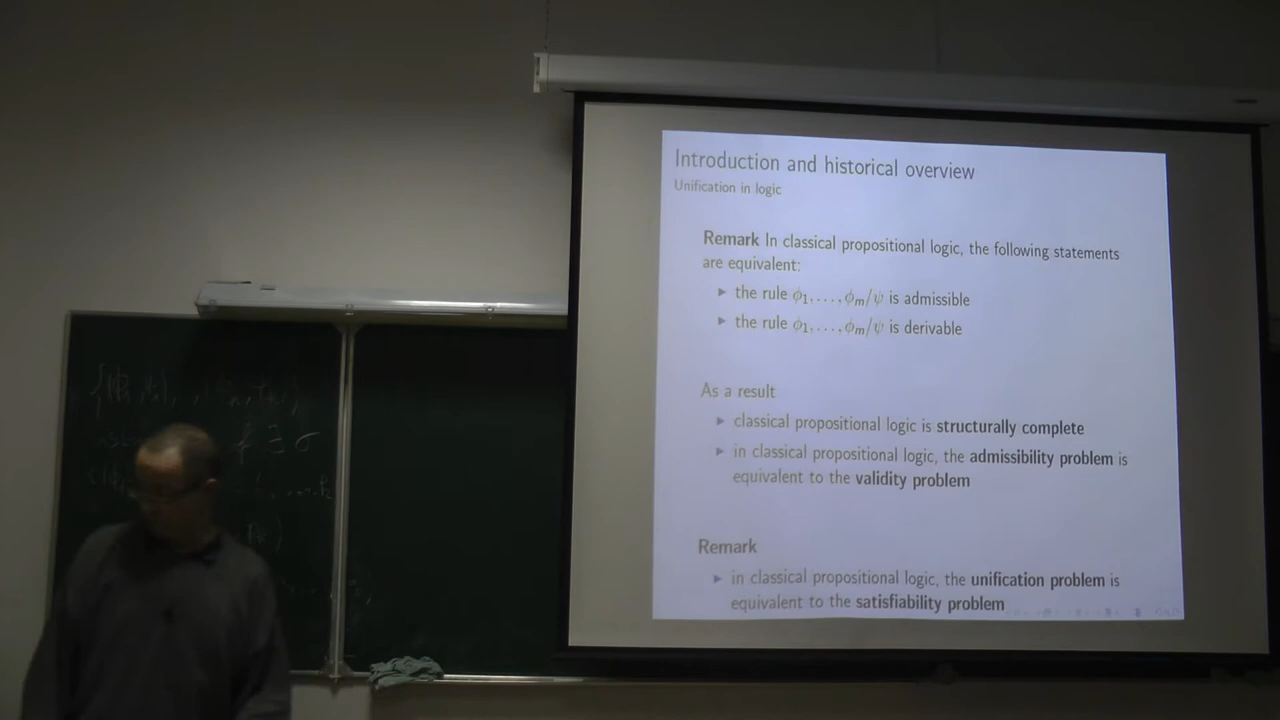 Introduction and historical overview
Unification in logic
Remark In classical propositional logic, the following statements
are equivalent:
▶ the rule ϕ₁, . . . , ϕₘ/ψ is admissible
▶ the rule ϕ₁, . . . , ϕₘ/ψ is derivable
As a result
▶ classical propositional logic is structurally complete
▶ in classical propositional logic, the admissibility problem is
equivalent to the validity problem
Remark
▶ in classical propositional logic, the unification problem is
equivalent to the satisfiability problem
∃ σ